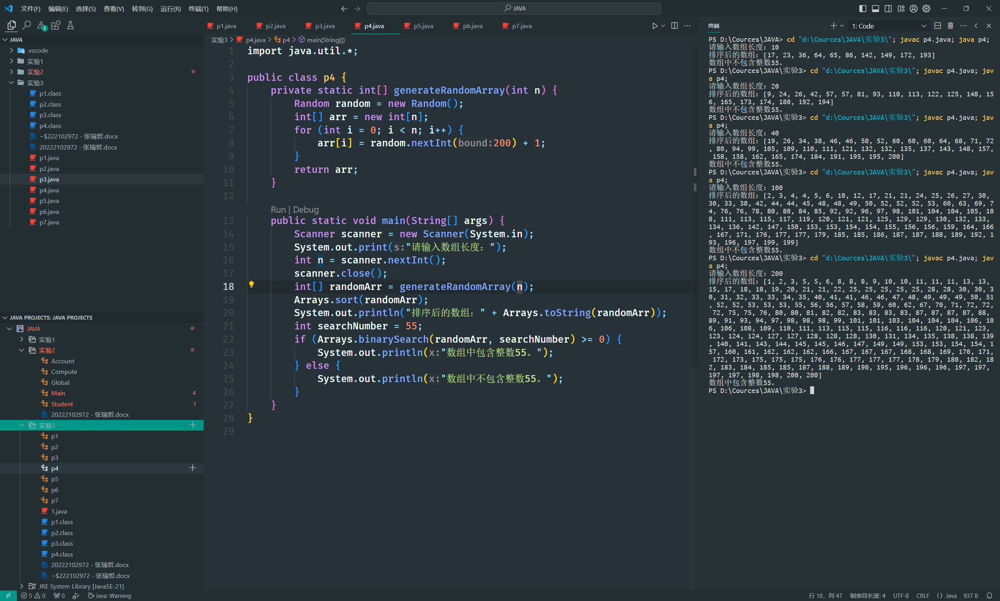 文件(F) 编辑(E) 选择(S) 查看(V) 转到(G) 运行(R) 终端(T) 帮助(H)
JAVA
5
JAVA
.vscode
实验1
实验2
实验3
p1.class
p2.class
p3.class
p4.class
~$222102972 - 张瑞哲.docx
20222102972 - 张瑞哲.docx
p1.java
p2.java
p3.java
p4.java
p5.java
p6.java
p7.java
JAVA PROJECTS: JAVA PROJECTS
JAVA
实验1
实验2
Account
Compute
Global
Main 4
Student 1
20222102972 - 张瑞哲.docx
实验3
p1
p2
p3
p4
p5
p6
p7
1.java
p1.class
p2.class
p3.class
p4.class
20222102972 - 张瑞哲.docx
~$222102972 - 张瑞哲.docx
JRE System Library [JavaSE-21]
p1.java p2.java p3.java p4.java p5.java p6.java p7.java
实验3 > p4.java > p4 > main(String[])
1 import java.util.*;
2
3 public class p4 {
4 private static int[] generateRandomArray(int n) {
5 Random random = new Random();
6 int[] arr = new int[n];
7 for (int i = 0; i < n; i++) {
8 arr[i] = random.nextInt(bound:200) + 1;
9 }
10 return arr;
11 }
12
Run | Debug
13 public static void main(String[] args) {
14 Scanner scanner = new Scanner(System.in);
15 System.out.print(s:"请输入数组长度：");
16 int n = scanner.nextInt();
17 scanner.close();
18 int[] randomArr = generateRandomArray(n);
19 Arrays.sort(randomArr);
20 System.out.println("排序后的数组：" + Arrays.toString(randomArr));
21 int searchNumber = 55;
22 if (Arrays.binarySearch(randomArr, searchNumber) >= 0) {
23 System.out.println(x:"数组中包含整数55。");
24 } else {
25 System.out.println(x:"数组中不包含整数55。");
26 }
27 }
28 }
29
终端 1: Code
PS D:\Cources\JAVA> cd "d:\Cources\JAVA\实验3\"; javac p4.java; java p4;
请输入数组长度：10
排序后的数组：[17, 23, 36, 64, 65, 86, 142, 149, 172, 193]
数组中不包含整数55。
PS D:\Cources\JAVA\实验3> cd "d:\Cources\JAVA\实验3\"; javac p4.java; jav
a p4;
请输入数组长度：20
排序后的数组：[9, 24, 26, 42, 57, 57, 81, 93, 110, 113, 122, 125, 148, 15
6, 165, 173, 174, 180, 192, 194]
数组中不包含整数55。
PS D:\Cources\JAVA\实验3> cd "d:\Cources\JAVA\实验3\"; javac p4.java; jav
a p4;
请输入数组长度：40
排序后的数组：[19, 26, 34, 38, 46, 46, 50, 52, 60, 60, 60, 64, 68, 71, 72
, 80, 94, 99, 105, 109, 110, 111, 121, 132, 132, 135, 137, 143, 148, 157,
158, 158, 162, 165, 174, 184, 191, 195, 195, 200]
数组中不包含整数55。
PS D:\Cources\JAVA\实验3> cd "d:\Cources\JAVA\实验3\"; javac p4.java; jav
a p4;
请输入数组长度：100
排序后的数组：[2, 3, 4, 4, 5, 6, 10, 12, 17, 21, 21, 24, 25, 26, 27, 30,
30, 33, 38, 42, 44, 44, 45, 48, 48, 49, 50, 52, 52, 52, 53, 60, 63, 69, 7
4, 76, 76, 78, 80, 80, 84, 85, 92, 92, 96, 97, 98, 101, 104, 104, 105, 10
8, 111, 113, 115, 117, 119, 120, 121, 121, 125, 129, 129, 130, 132, 133,
134, 136, 142, 147, 150, 153, 153, 154, 154, 155, 156, 156, 159, 164, 166
, 167, 171, 176, 177, 177, 179, 185, 185, 186, 187, 187, 188, 189, 192, 1
93, 196, 197, 199, 199]
数组中不包含整数55。
PS D:\Cources\JAVA\实验3> cd "d:\Cources\JAVA\实验3\"; javac p4.java; jav
a p4;
请输入数组长度：200
排序后的数组：[1, 2, 3, 5, 5, 6, 8, 8, 8, 9, 10, 10, 11, 11, 11, 13, 13,
15, 17, 18, 18, 19, 20, 21, 21, 22, 25, 25, 25, 25, 25, 28, 28, 30, 30, 3
0, 31, 32, 33, 33, 34, 35, 40, 41, 41, 46, 46, 47, 48, 49, 49, 49, 50, 51
, 52, 52, 53, 53, 53, 55, 56, 56, 57, 58, 59, 60, 62, 67, 70, 71, 72, 72,
72, 75, 75, 76, 80, 80, 81, 82, 82, 83, 83, 83, 83, 87, 87, 87, 87, 88,
89, 91, 93, 94, 97, 98, 98, 98, 99, 101, 101, 103, 104, 104, 104, 106, 10
6, 106, 108, 109, 110, 111, 113, 115, 115, 116, 116, 116, 120, 121, 123,
123, 124, 124, 127, 127, 128, 128, 128, 130, 131, 134, 135, 138, 138, 139
, 140, 141, 143, 144, 145, 145, 146, 147, 149, 149, 153, 153, 154, 154, 1
57, 160, 161, 162, 162, 162, 166, 167, 167, 167, 168, 168, 169, 170, 171,
172, 173, 175, 175, 175, 176, 176, 177, 177, 177, 178, 179, 180, 182, 18
2, 183, 184, 185, 185, 187, 188, 189, 190, 195, 196, 196, 196, 197, 197,
197, 197, 198, 198, 200, 200]
数组中包含整数55。
PS D:\Cources\JAVA\实验3>
5 0 0 Java: Warning
行 18，列 47 制表符长度: 4 UTF-8 CRLF {} Java 937 B